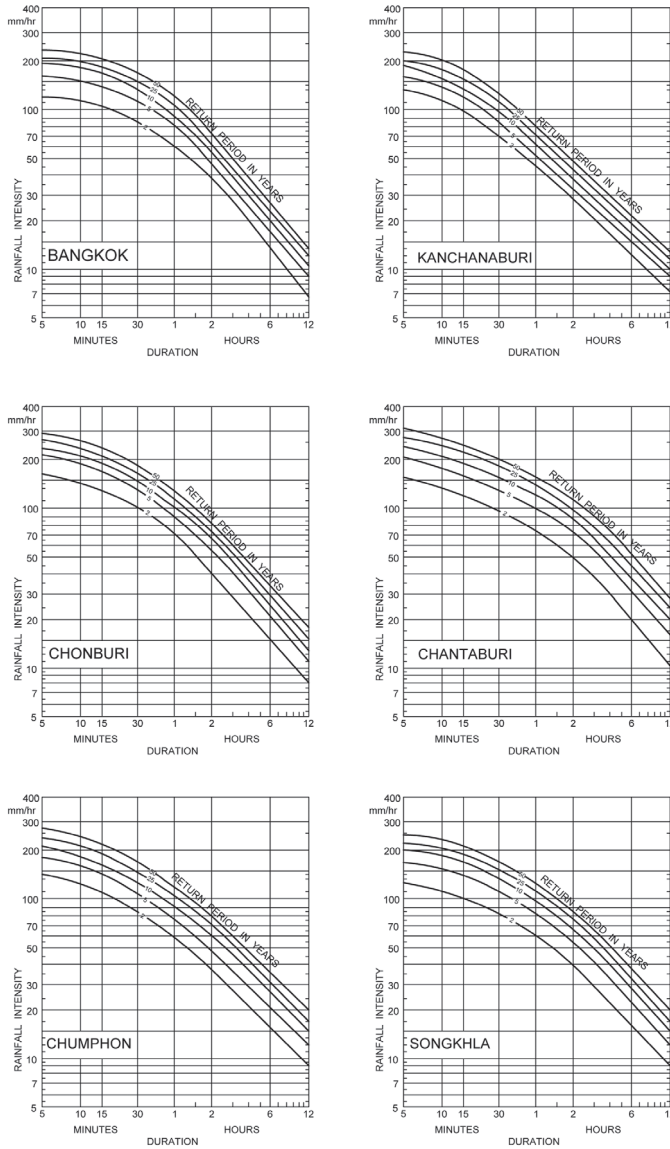 400
mm/hr
300
200
100
70
50
30
20
10
7
5
RAINFALL INTENSITY
50
25
10
5
2
RETURN PERIOD IN YEARS
BANGKOK
5 10 15 30 1 2 6 12
MINUTES HOURS
DURATION
400
mm/hr
300
200
100
70
50
30
20
10
7
5
RAINFALL INTENSITY
50
25
10
5
2
RETURN PERIOD IN YEARS
KANCHANABURI
5 10 15 30 1 2 6 1
MINUTES HOURS
DURATION
400
mm/hr
300
200
100
70
50
30
20
10
7
5
RAINFALL INTENSITY
50
25
10
5
2
RETURN PERIOD IN YEARS
CHONBURI
5 10 15 30 1 2 6 12
MINUTES HOURS
DURATION
400
mm/hr
300
200
100
70
50
30
20
10
7
5
RAINFALL INTENSITY
50
25
10
5
2
RETURN PERIOD IN YEARS
CHANTABURI
5 10 15 30 1 2 6 1
MINUTES HOURS
DURATION
400
mm/hr
300
200
100
70
50
30
20
10
7
5
RAINFALL INTENSITY
50
25
10
5
2
RETURN PERIOD IN YEARS
CHUMPHON
5 10 15 30 1 2 6 12
MINUTES HOURS
DURATION
400
mm/hr
300
200
100
70
50
30
20
10
7
5
RAINFALL INTENSITY
50
25
10
5
2
RETURN PERIOD IN YEARS
SONGKHLA
5 10 15 30 1 2 6 1
MINUTES HOURS
DURATION